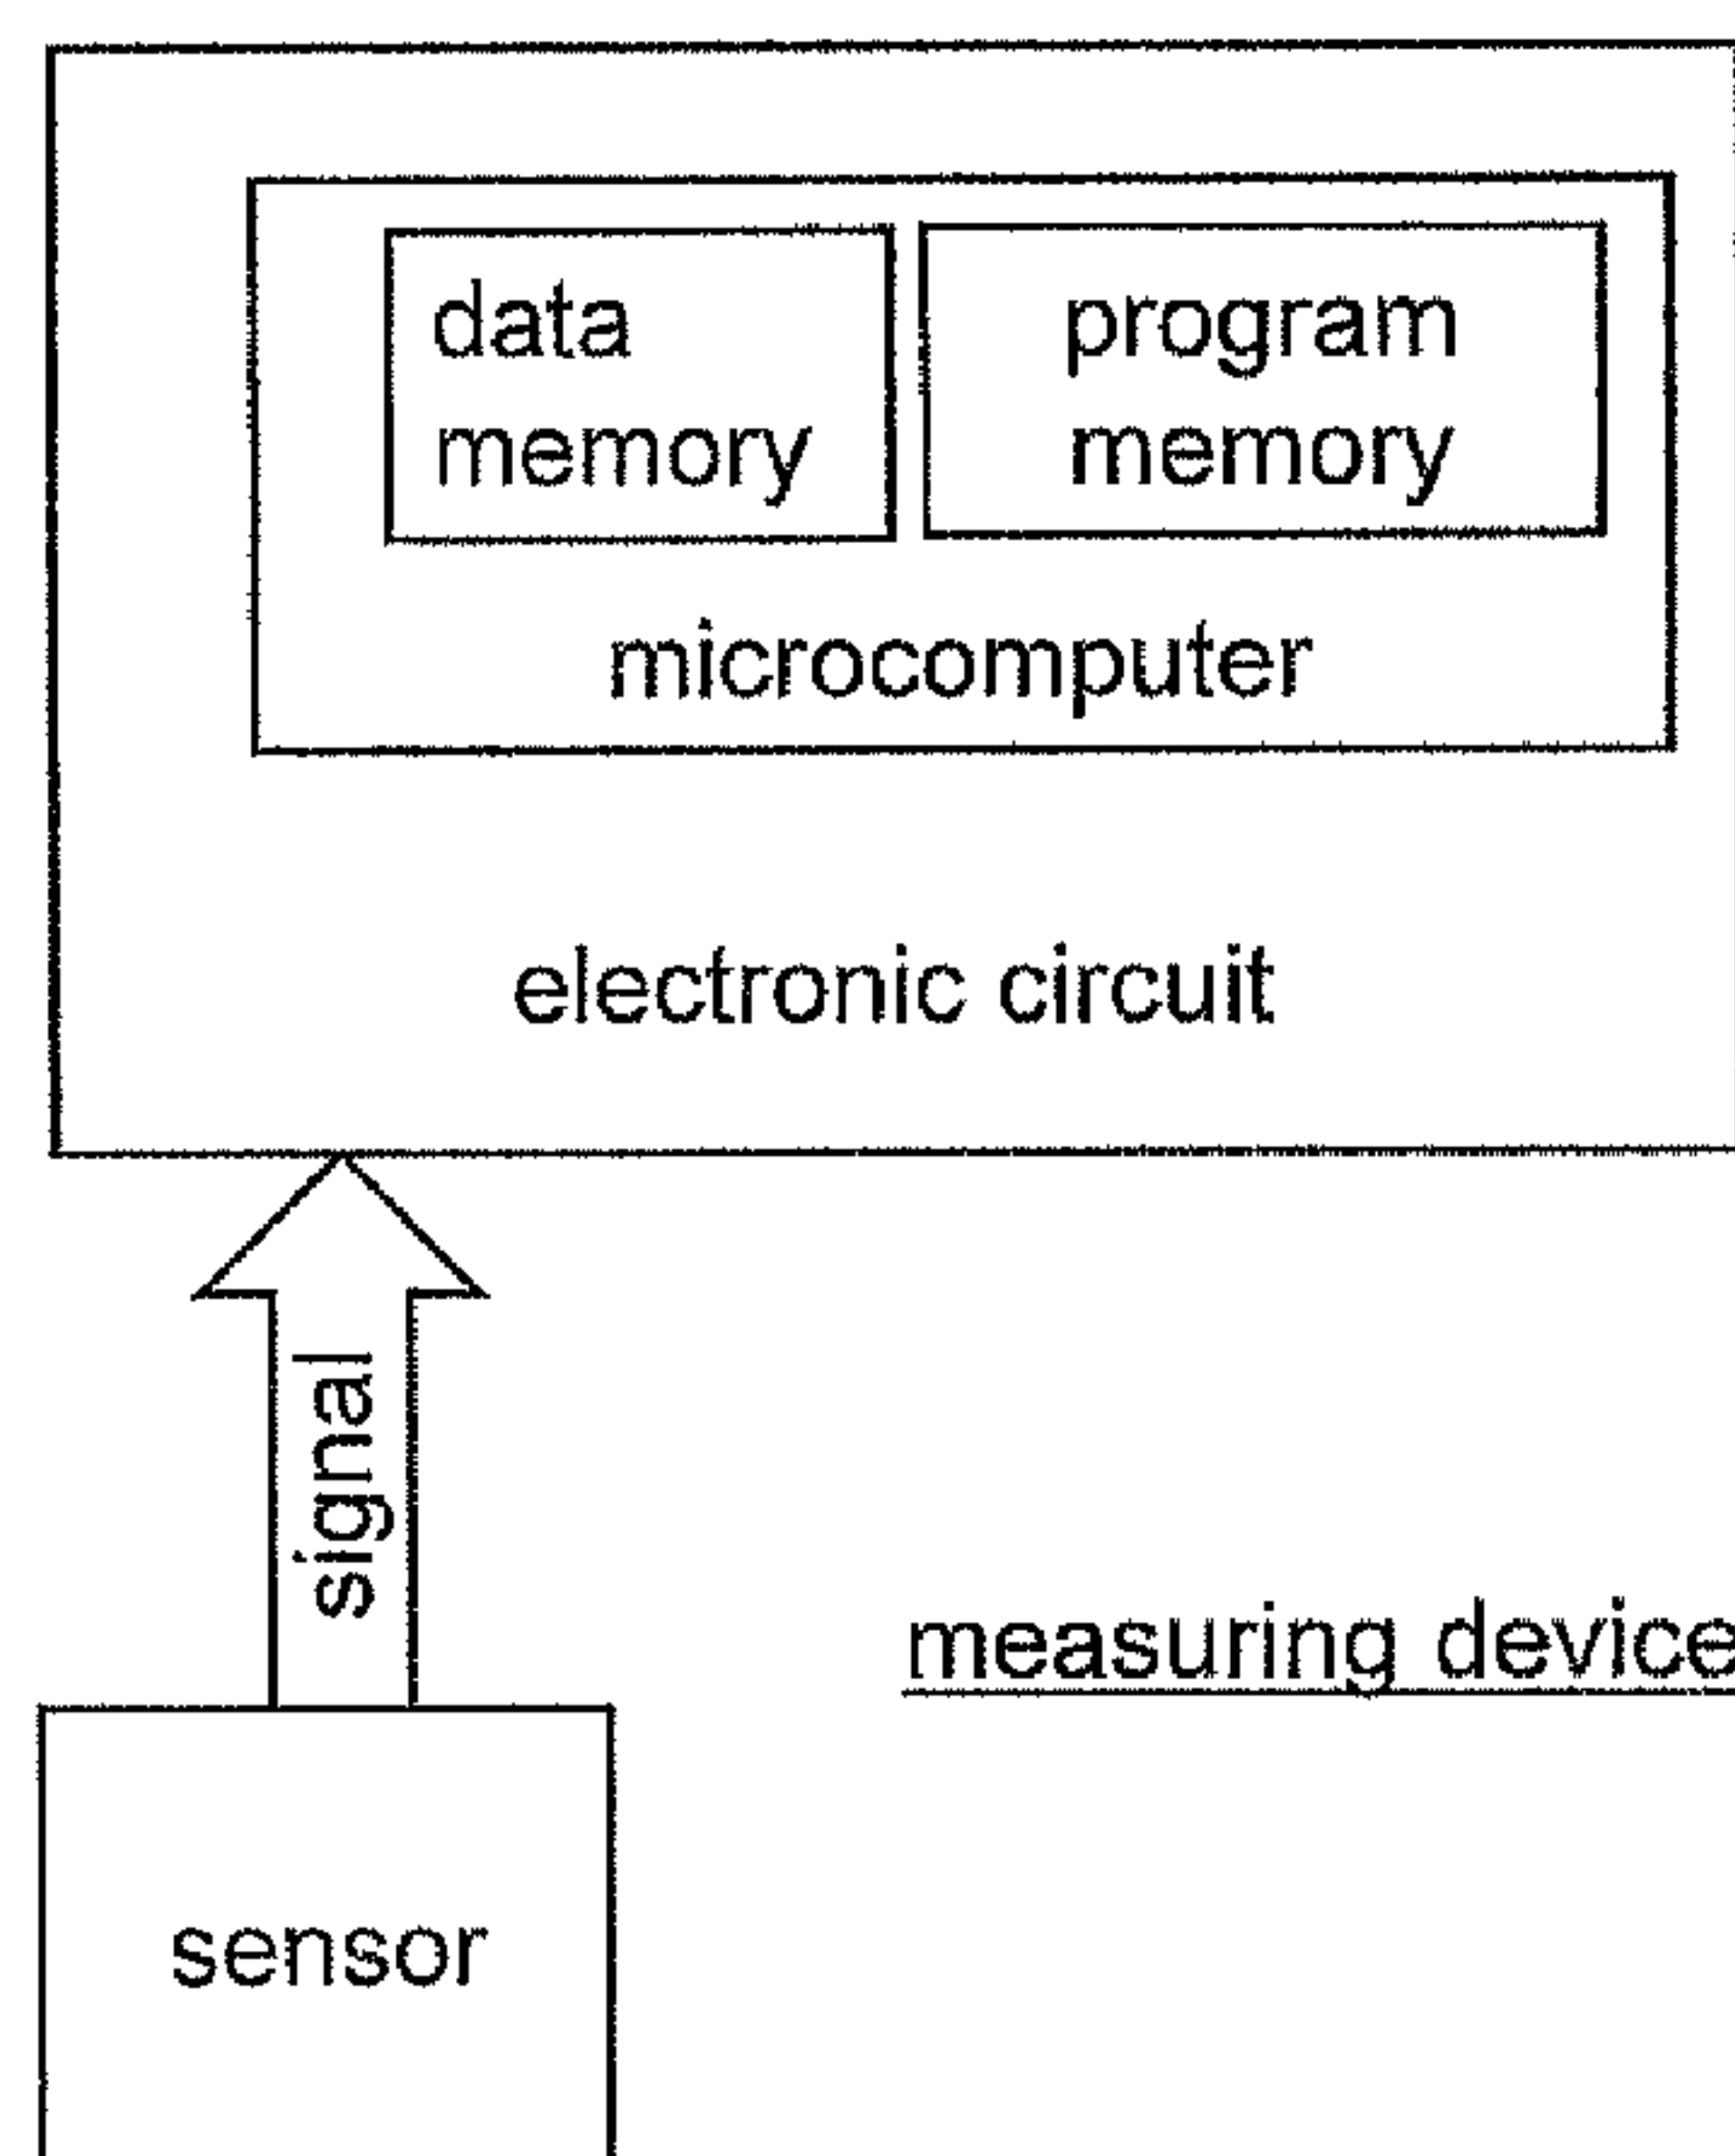 data
memory
program
memory
microcomputer
electronic circuit
signal
measuring device
sensor